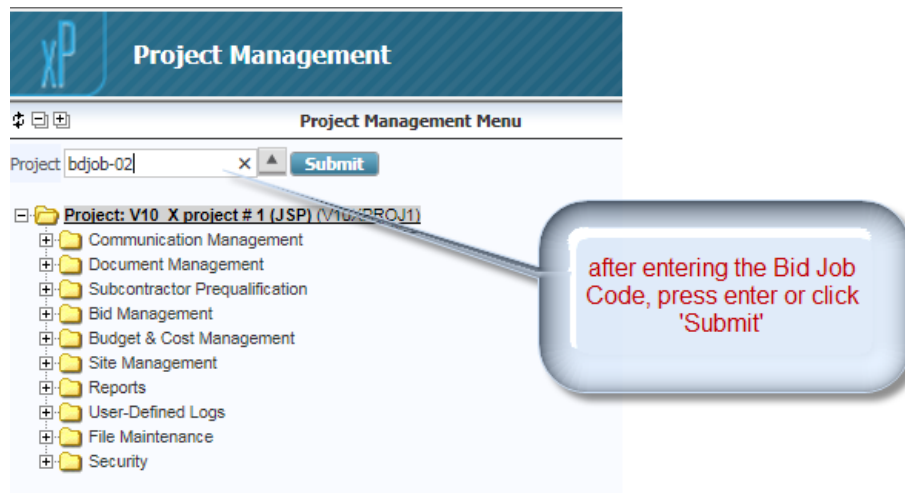 xP
Project Management
Project Management Menu
Project bdjob-02 Submit
Project: V10_X project # 1 (JSP) (V10XPROJ1)
Communication Management
Document Management
Subcontractor Prequalification
Bid Management
Budget & Cost Management
Site Management
Reports
User-Defined Logs
File Maintenance
Security
after entering the Bid Job
Code, press enter or click
'Submit'